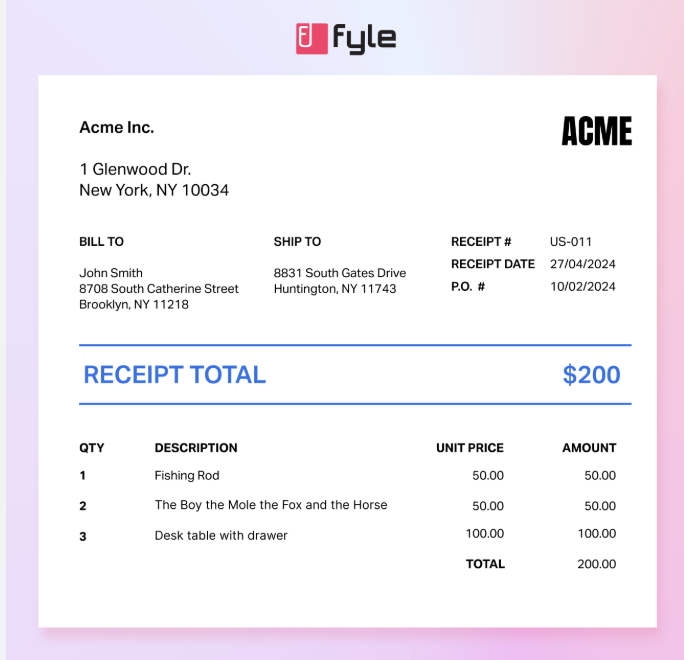 fyle
Acme Inc.
ACME
1 Glenwood Dr.
New York, NY 10034
BILL TO
John Smith
8708 South Catherine Street
Brooklyn, NY 11218
SHIP TO
8831 South Gates Drive
Huntington, NY 11743
RECEIPT # US-011
RECEIPT DATE 27/04/2024
P.O. # 10/02/2024
RECEIPT TOTAL $200
QTY DESCRIPTION UNIT PRICE AMOUNT
1 Fishing Rod 50.00 50.00
2 The Boy the Mole the Fox and the Horse 50.00 50.00
3 Desk table with drawer 100.00 100.00
TOTAL 200.00